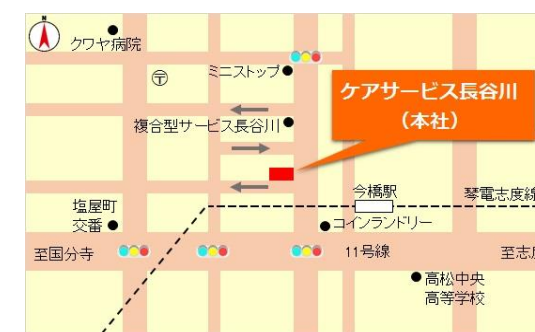 N
クワヤ病院
〒
ミニストップ
ケアサービス長谷川
(本社)
複合型サービス長谷川
今橋駅
琴電志度線
塩屋町
交番
コインランドリー
至国分寺
11号線
至志度
高松中央
高等学校